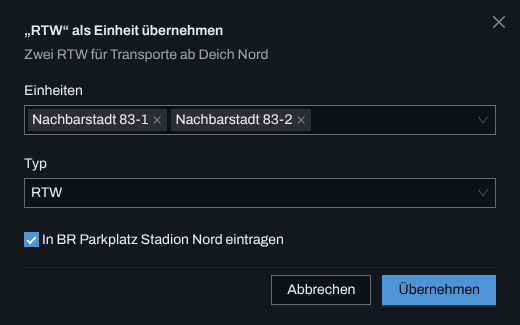 „RTW“ als Einheit übernehmen
Zwei RTW für Transporte ab Deich Nord
Einheiten
Nachbarstadt 83-1 Nachbarstadt 83-2
Typ
RTW
In BR Parkplatz Stadion Nord eintragen
Abbrechen Übernehmen